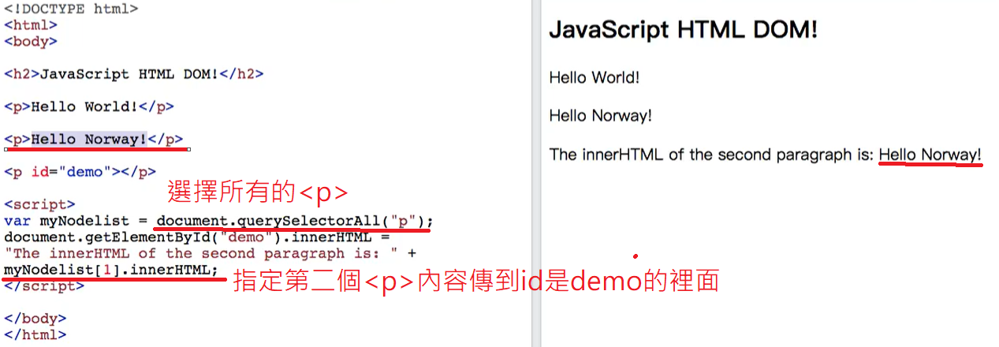 <!DOCTYPE html>
<html>
<body>
<h2>JavaScript HTML DOM!</h2>
<p>Hello World!</p>
<p>Hello Norway!</p>
<p id="demo"></p>
選擇所有的<p>
<script>
var myNodelist = document.querySelectorAll("p");
document.getElementById("demo").innerHTML =
"The innerHTML of the second paragraph is: " +
myNodelist[1].innerHTML;
指定第二個<p>內容傳到id是demo的裡面
</script>
</body>
</html>
JavaScript HTML DOM!
Hello World!
Hello Norway!
The innerHTML of the second paragraph is: Hello Norway!